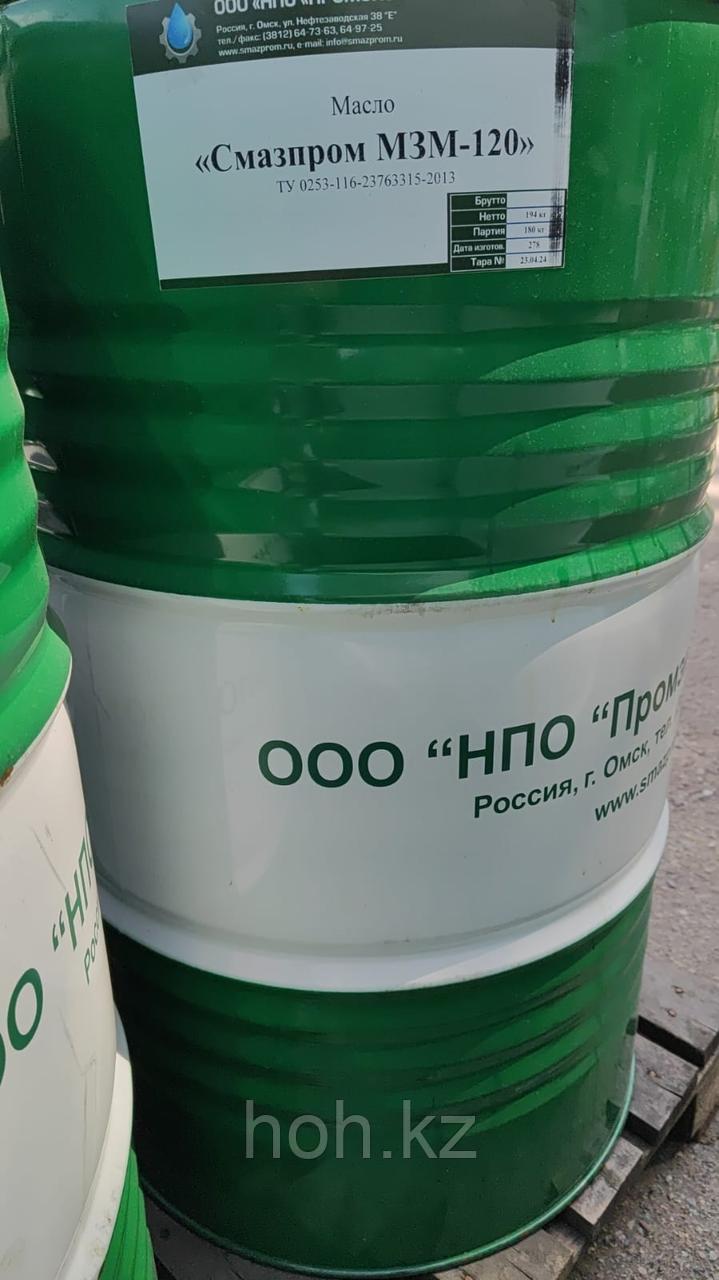 ООО «НПО
Россия, г. Омск, ул. Нефтезаводская 38 "Е"
тел./факс: (3812) 64-73-63, 64-97-25
www.smazprom.ru, e-mail: info@smazprom.ru
Масло
«Смазпром МЗМ-120»
ТУ 0253-116-23763315-2013
Брутто
Нетто 194 кг
Партия 180 кг
Дата изготов. 278
Тара № 23.04.24
ООО “НПО “Пром
Россия, г. Омск, тел
www.sma
ОО “НПО
Рос
hoh.kz